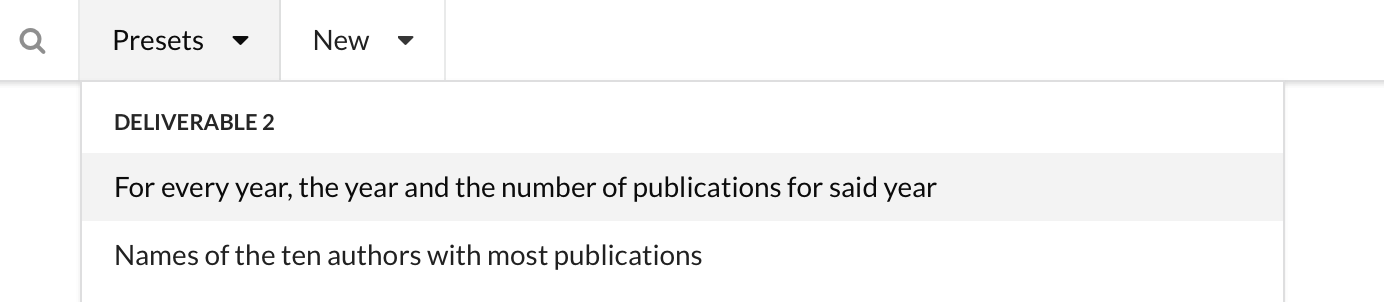 Presets New
DELIVERABLE 2
For every year, the year and the number of publications for said year
Names of the ten authors with most publications